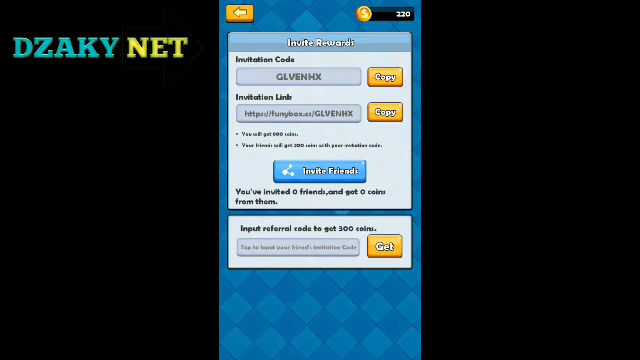 DZAKY NET
220
Invite Rewards
Invitation Code
GLVENHX
Copy
Invitation Link
https://funybox.cc/GLVENHX
Copy
• You will get 800 coins.
• Your friends will get 300 coins with your invitation code.
Invite Friends
You've invited 0 friends,and got 0 coins
from them.
Input referral code to get 300 coins.
Tap to input your friend's Invitation Code
Get